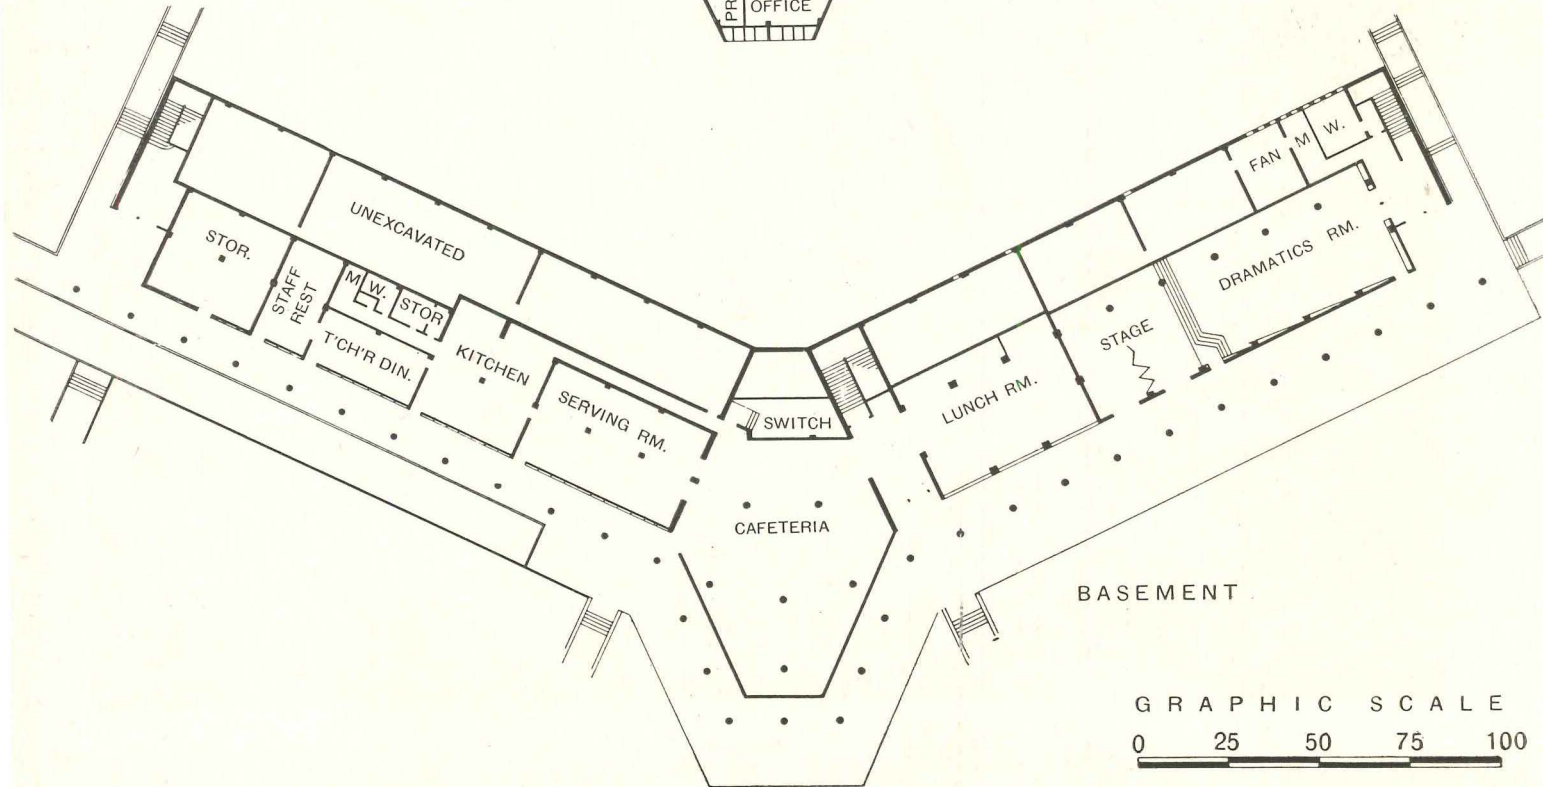 PR
OFFICE
UNEXCAVATED
STOR.
STAFF
REST
M
W.
STOR
T'CH'R DIN.
KITCHEN
SERVING RM.
SWITCH
CAFETERIA
LUNCH RM.
STAGE
DRAMATICS RM.
FAN
M
W.
BASEMENT
GRAPHIC SCALE
0 25 50 75 100